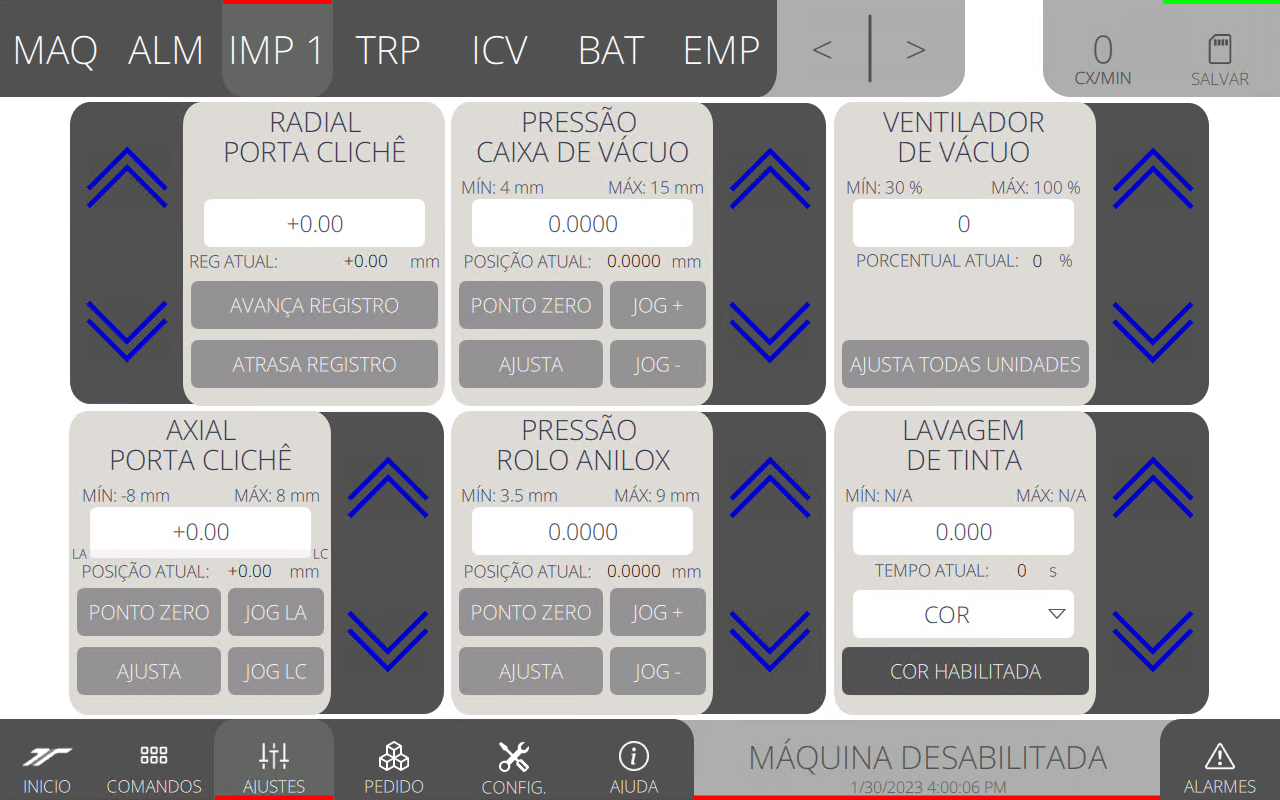 MAQ ALM IMP 1 TRP ICV BAT EMP < > 0
CX/MIN SALVAR
RADIAL
PORTA CLICHÊ
+0.00
REG ATUAL: +0.00 mm
AVANÇA REGISTRO
ATRASA REGISTRO
PRESSÃO
CAIXA DE VÁCUO
MÍN: 4 mm MÁX: 15 mm
0.0000
POSIÇÃO ATUAL: 0.0000 mm
PONTO ZERO JOG +
AJUSTA JOG -
VENTILADOR
DE VÁCUO
MÍN: 30 % MÁX: 100 %
0
PORCENTUAL ATUAL: 0 %
AJUSTA TODAS UNIDADES
AXIAL
PORTA CLICHÊ
MÍN: -8 mm MÁX: 8 mm
+0.00
LA LC
POSIÇÃO ATUAL: +0.00 mm
PONTO ZERO JOG LA
AJUSTA JOG LC
PRESSÃO
ROLO ANILOX
MÍN: 3.5 mm MÁX: 9 mm
0.0000
POSIÇÃO ATUAL: 0.0000 mm
PONTO ZERO JOG +
AJUSTA JOG -
LAVAGEM
DE TINTA
MÍN: N/A MÁX: N/A
0.000
TEMPO ATUAL: 0 s
COR
COR HABILITADA
INICIO COMANDOS AJUSTES PEDIDO CONFIG. AJUDA
MÁQUINA DESABILITADA
1/30/2023 4:00:06 PM
ALARMES